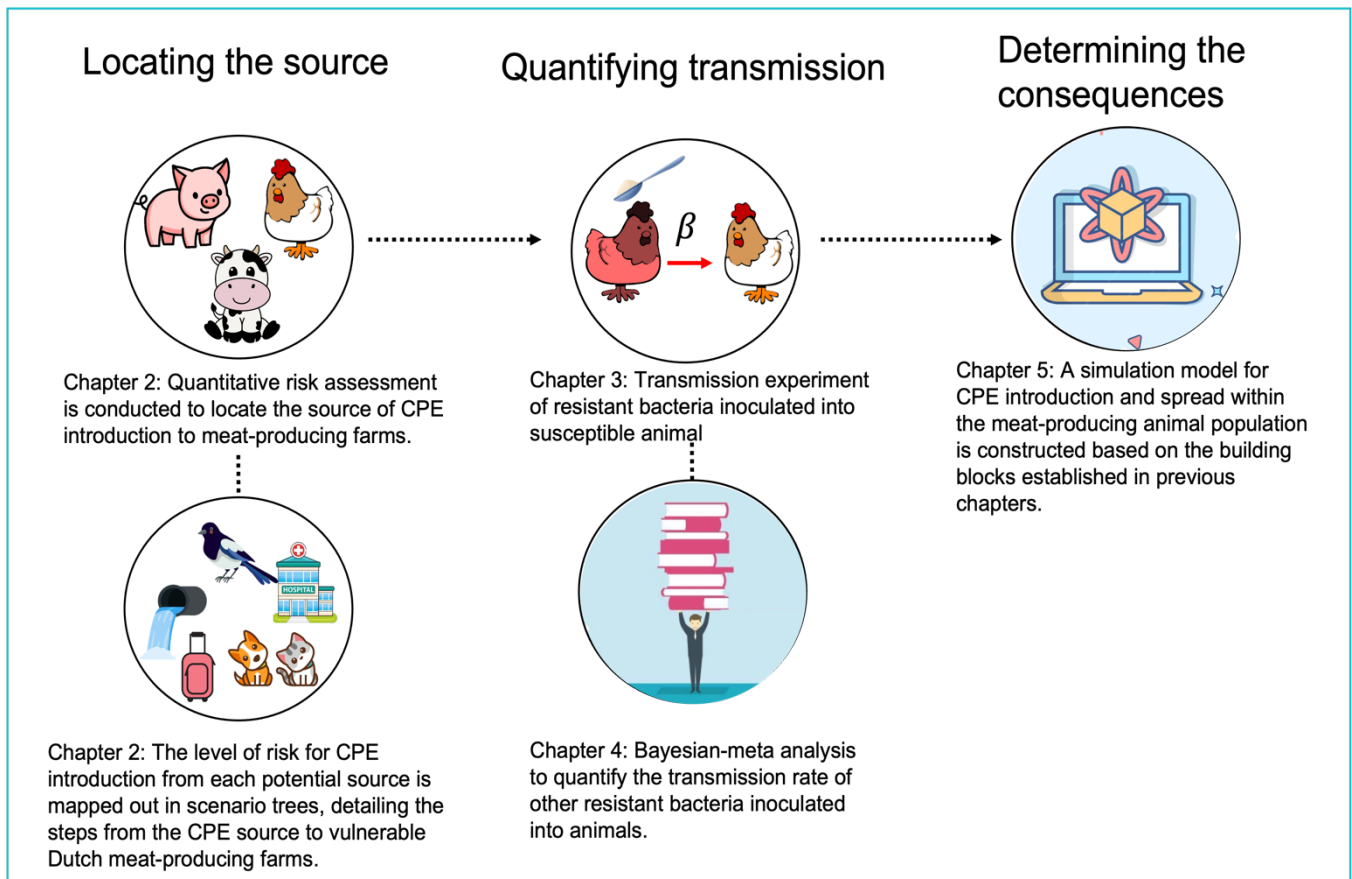 Locating the source
Quantifying transmission
Determining the
consequences
β
Chapter 2: Quantitative risk assessment
is conducted to locate the source of CPE
introduction to meat-producing farms.
Chapter 3: Transmission experiment
of resistant bacteria inoculated into
susceptible animal
Chapter 5: A simulation model for
CPE introduction and spread within
the meat-producing animal population
is constructed based on the building
blocks established in previous
chapters.
HOSPITAL
Chapter 2: The level of risk for CPE
introduction from each potential source is
mapped out in scenario trees, detailing the
steps from the CPE source to vulnerable
Dutch meat-producing farms.
Chapter 4: Bayesian-meta analysis
to quantify the transmission rate of
other resistant bacteria inoculated
into animals.